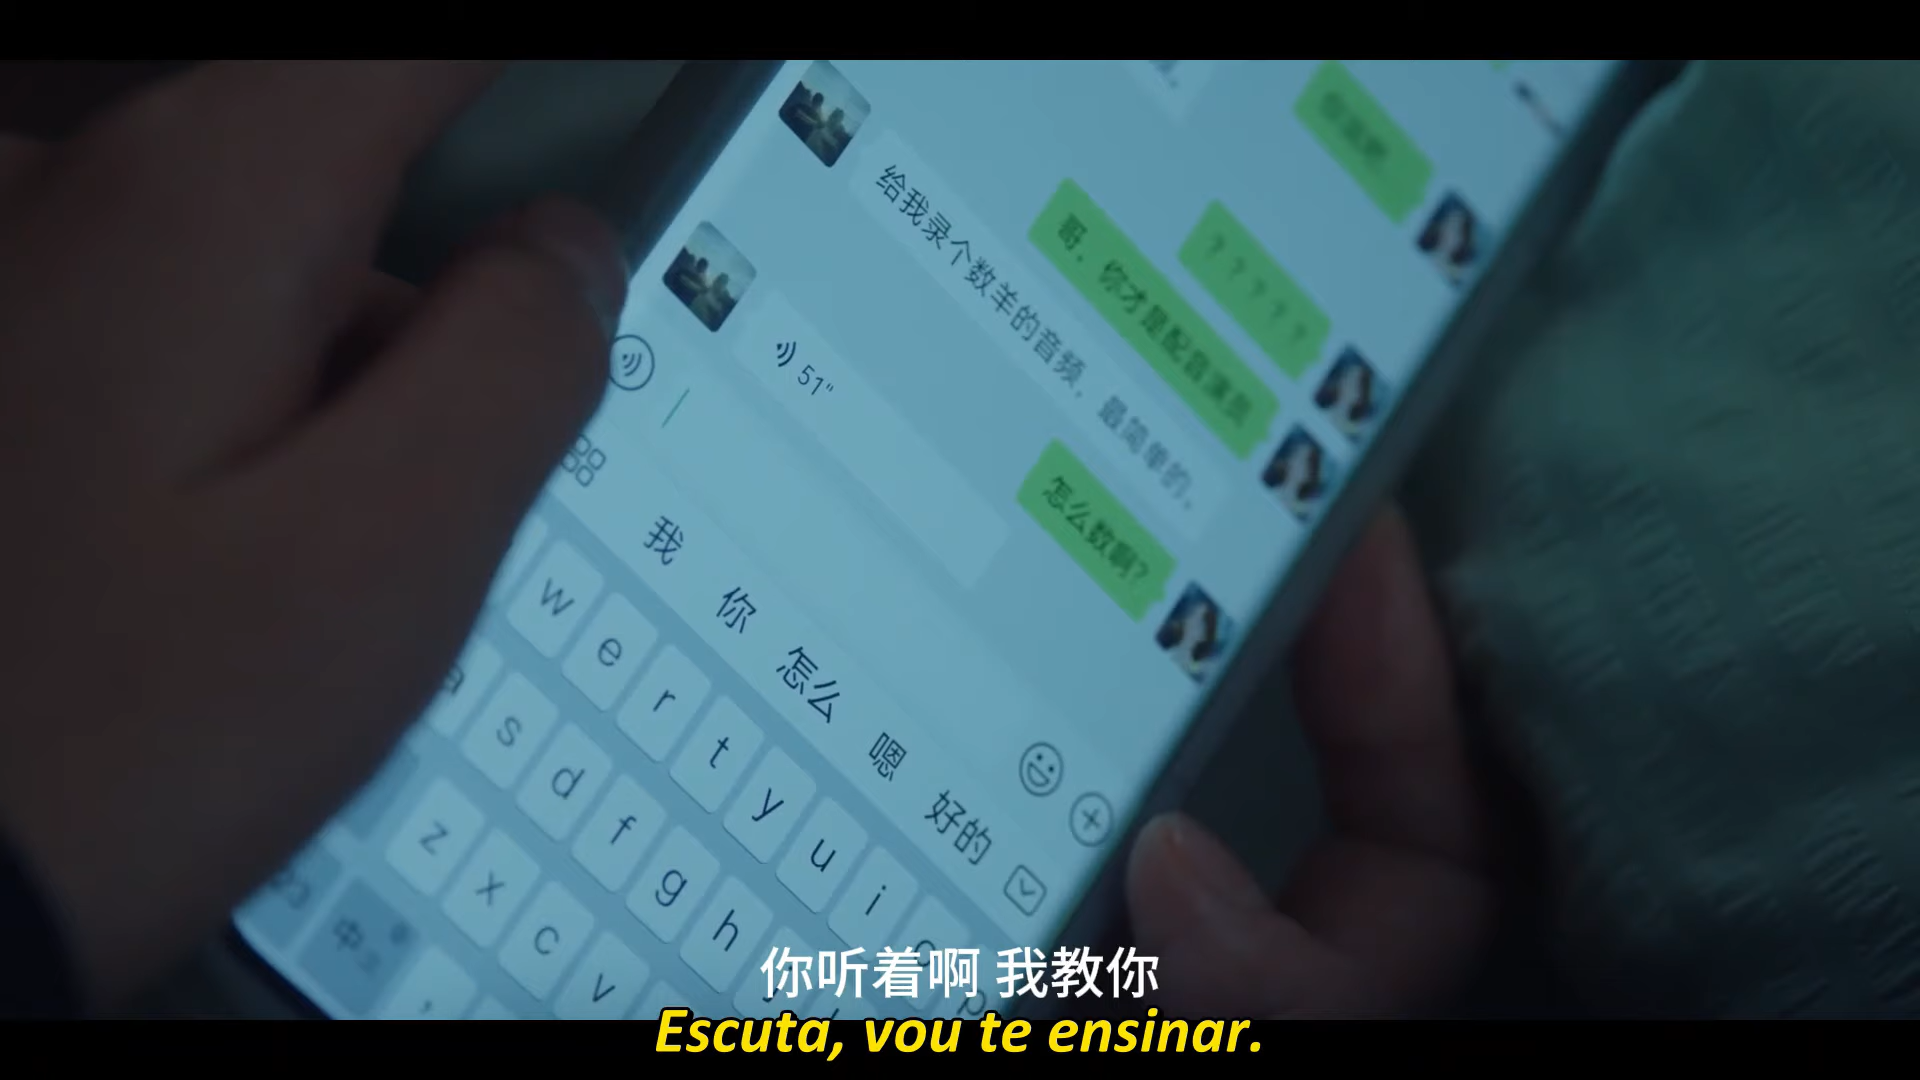 ？？？？？
哥，你才是配音演员
给我录个数羊的音频，最简单的，
怎么数啊？
51"
我 你 怎么 嗯 好的
w e r t y u i o p
a s d f g h j
z x c v
中
你听着啊 我教你
Escuta, vou te ensinar.